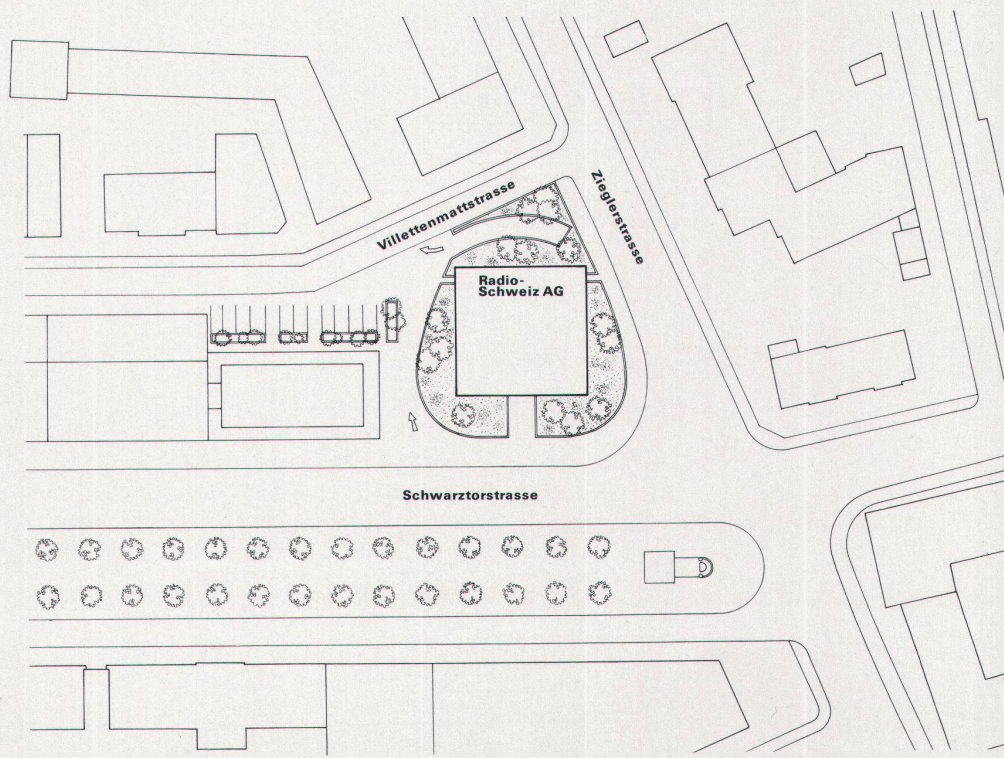 Villettenmattstrasse
Zieglerstrasse
Radio-
Schweiz AG
Schwarztorstrasse